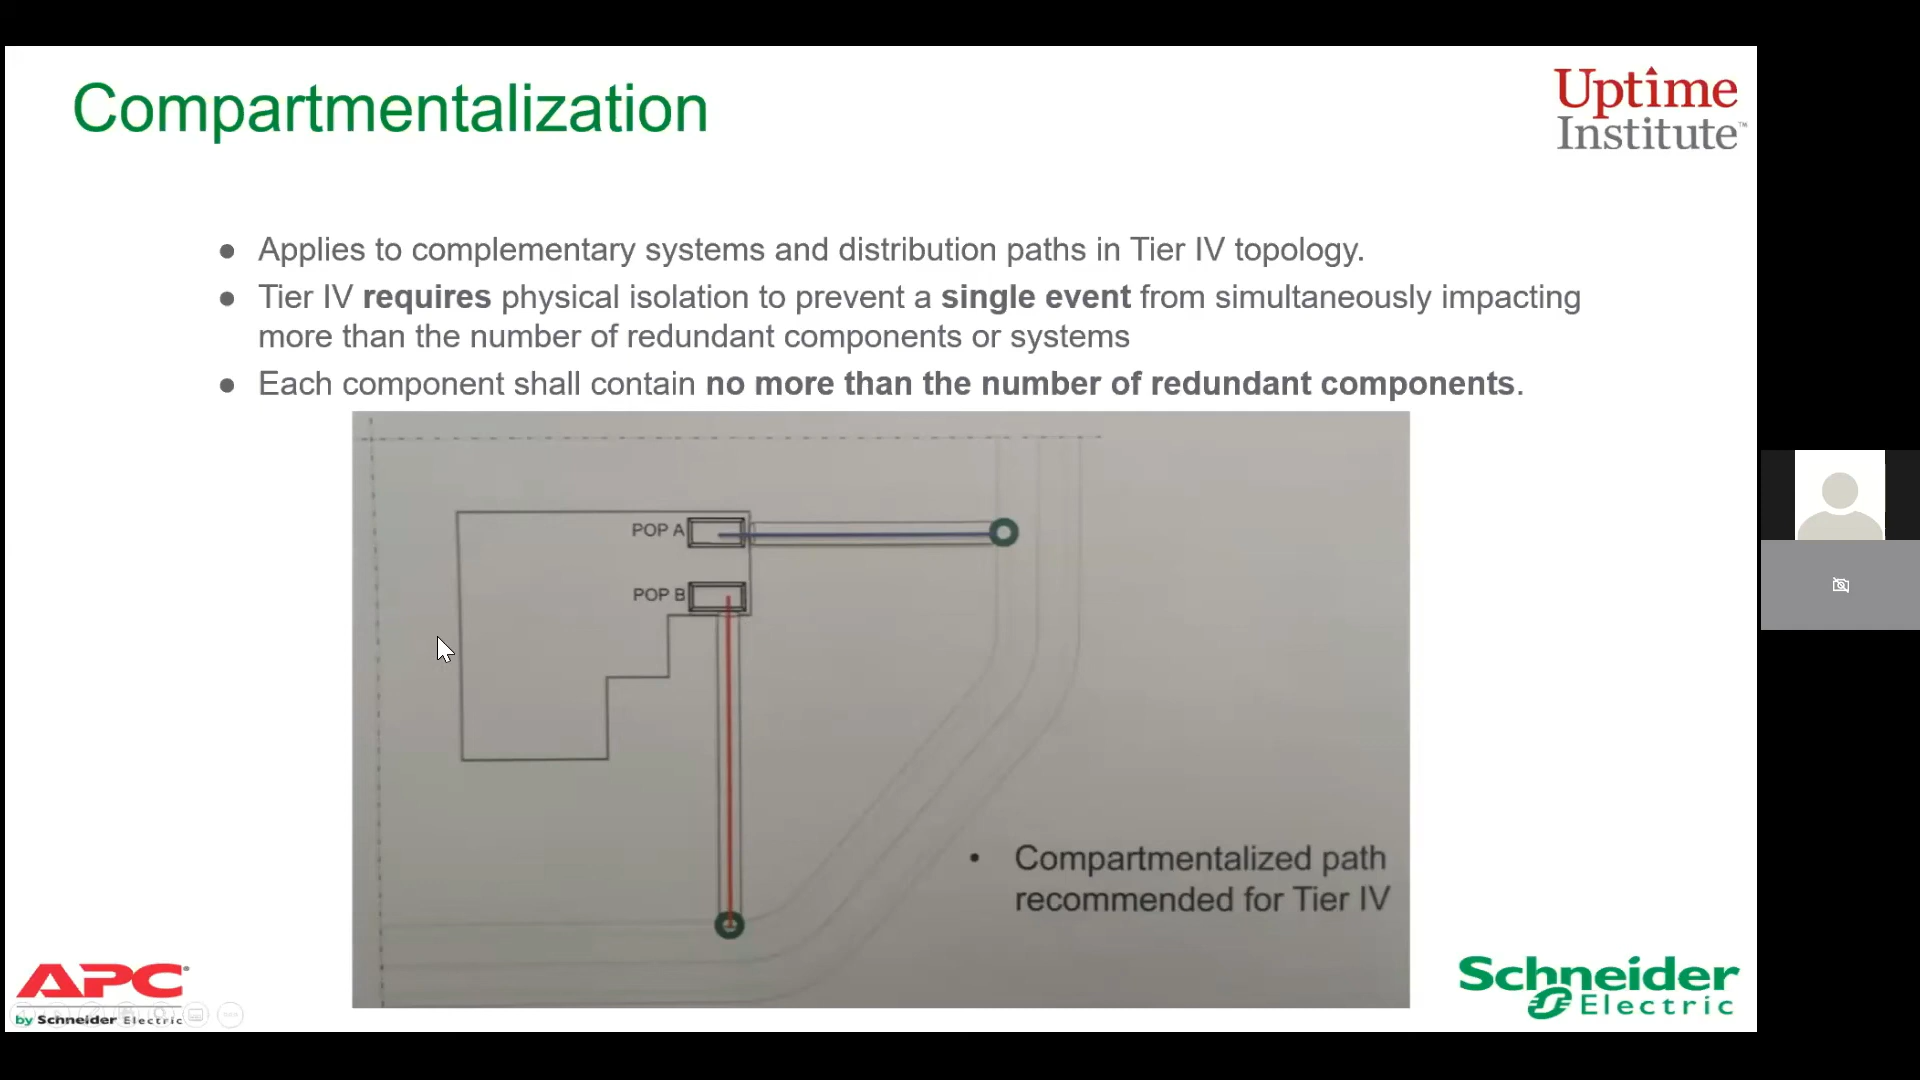 Compartmentalization
Uptime
Institute™
● Applies to complementary systems and distribution paths in Tier IV topology.
● Tier IV requires physical isolation to prevent a single event from simultaneously impacting
more than the number of redundant components or systems
● Each component shall contain no more than the number of redundant components.
POP A
POP B
• Compartmentalized path
recommended for Tier IV
APC®
by Schneider Electric
Schneider
Electric